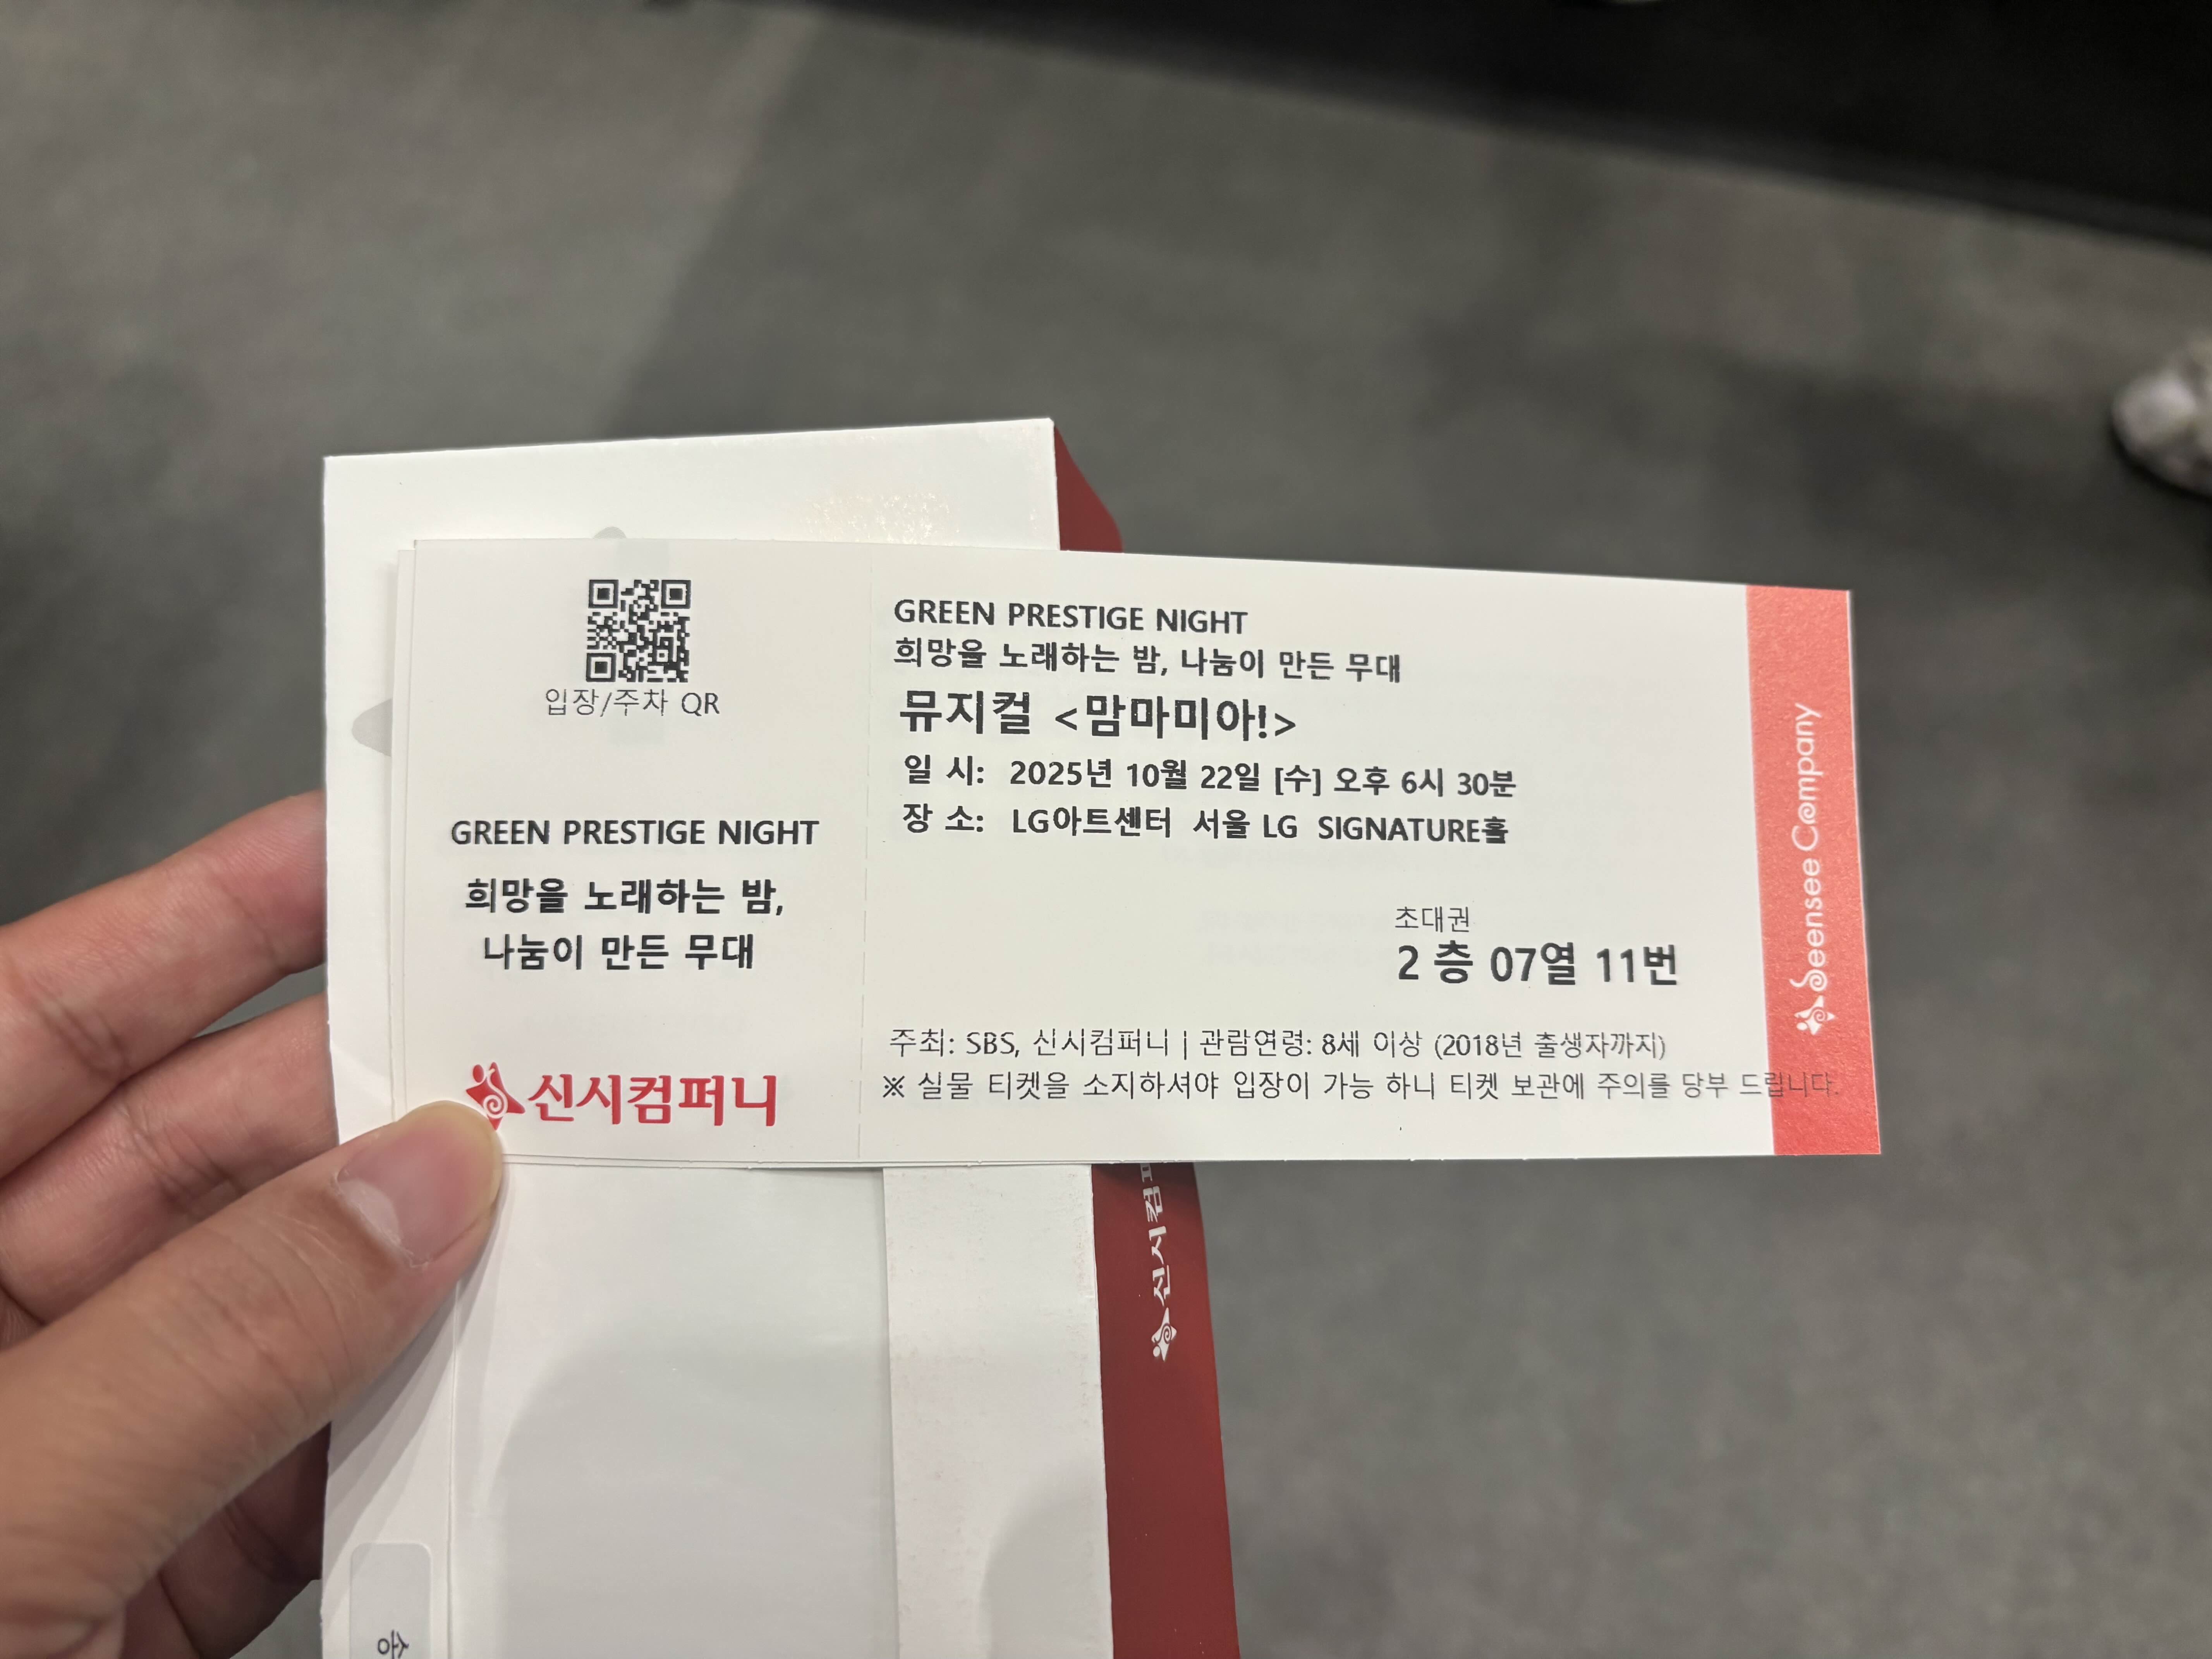 입장/주차 QR
GREEN PRESTIGE NIGHT
희망을 노래하는 밤,
나눔이 만든 무대
신시컴퍼니
GREEN PRESTIGE NIGHT
희망을 노래하는 밤, 나눔이 만든 무대
뮤지컬 <맘마미아!>
일 시: 2025년 10월 22일 [수] 오후 6시 30분
장 소: LG아트센터 서울 LG SIGNATURE홀
초대권
2 층 07열 11번
주최: SBS, 신시컴퍼니 | 관람연령: 8세 이상 (2018년 출생자까지)
※ 실물 티켓을 소지하셔야 입장이 가능 하니 티켓 보관에 주의를 당부 드립니다.
Seensee Company
신시컴